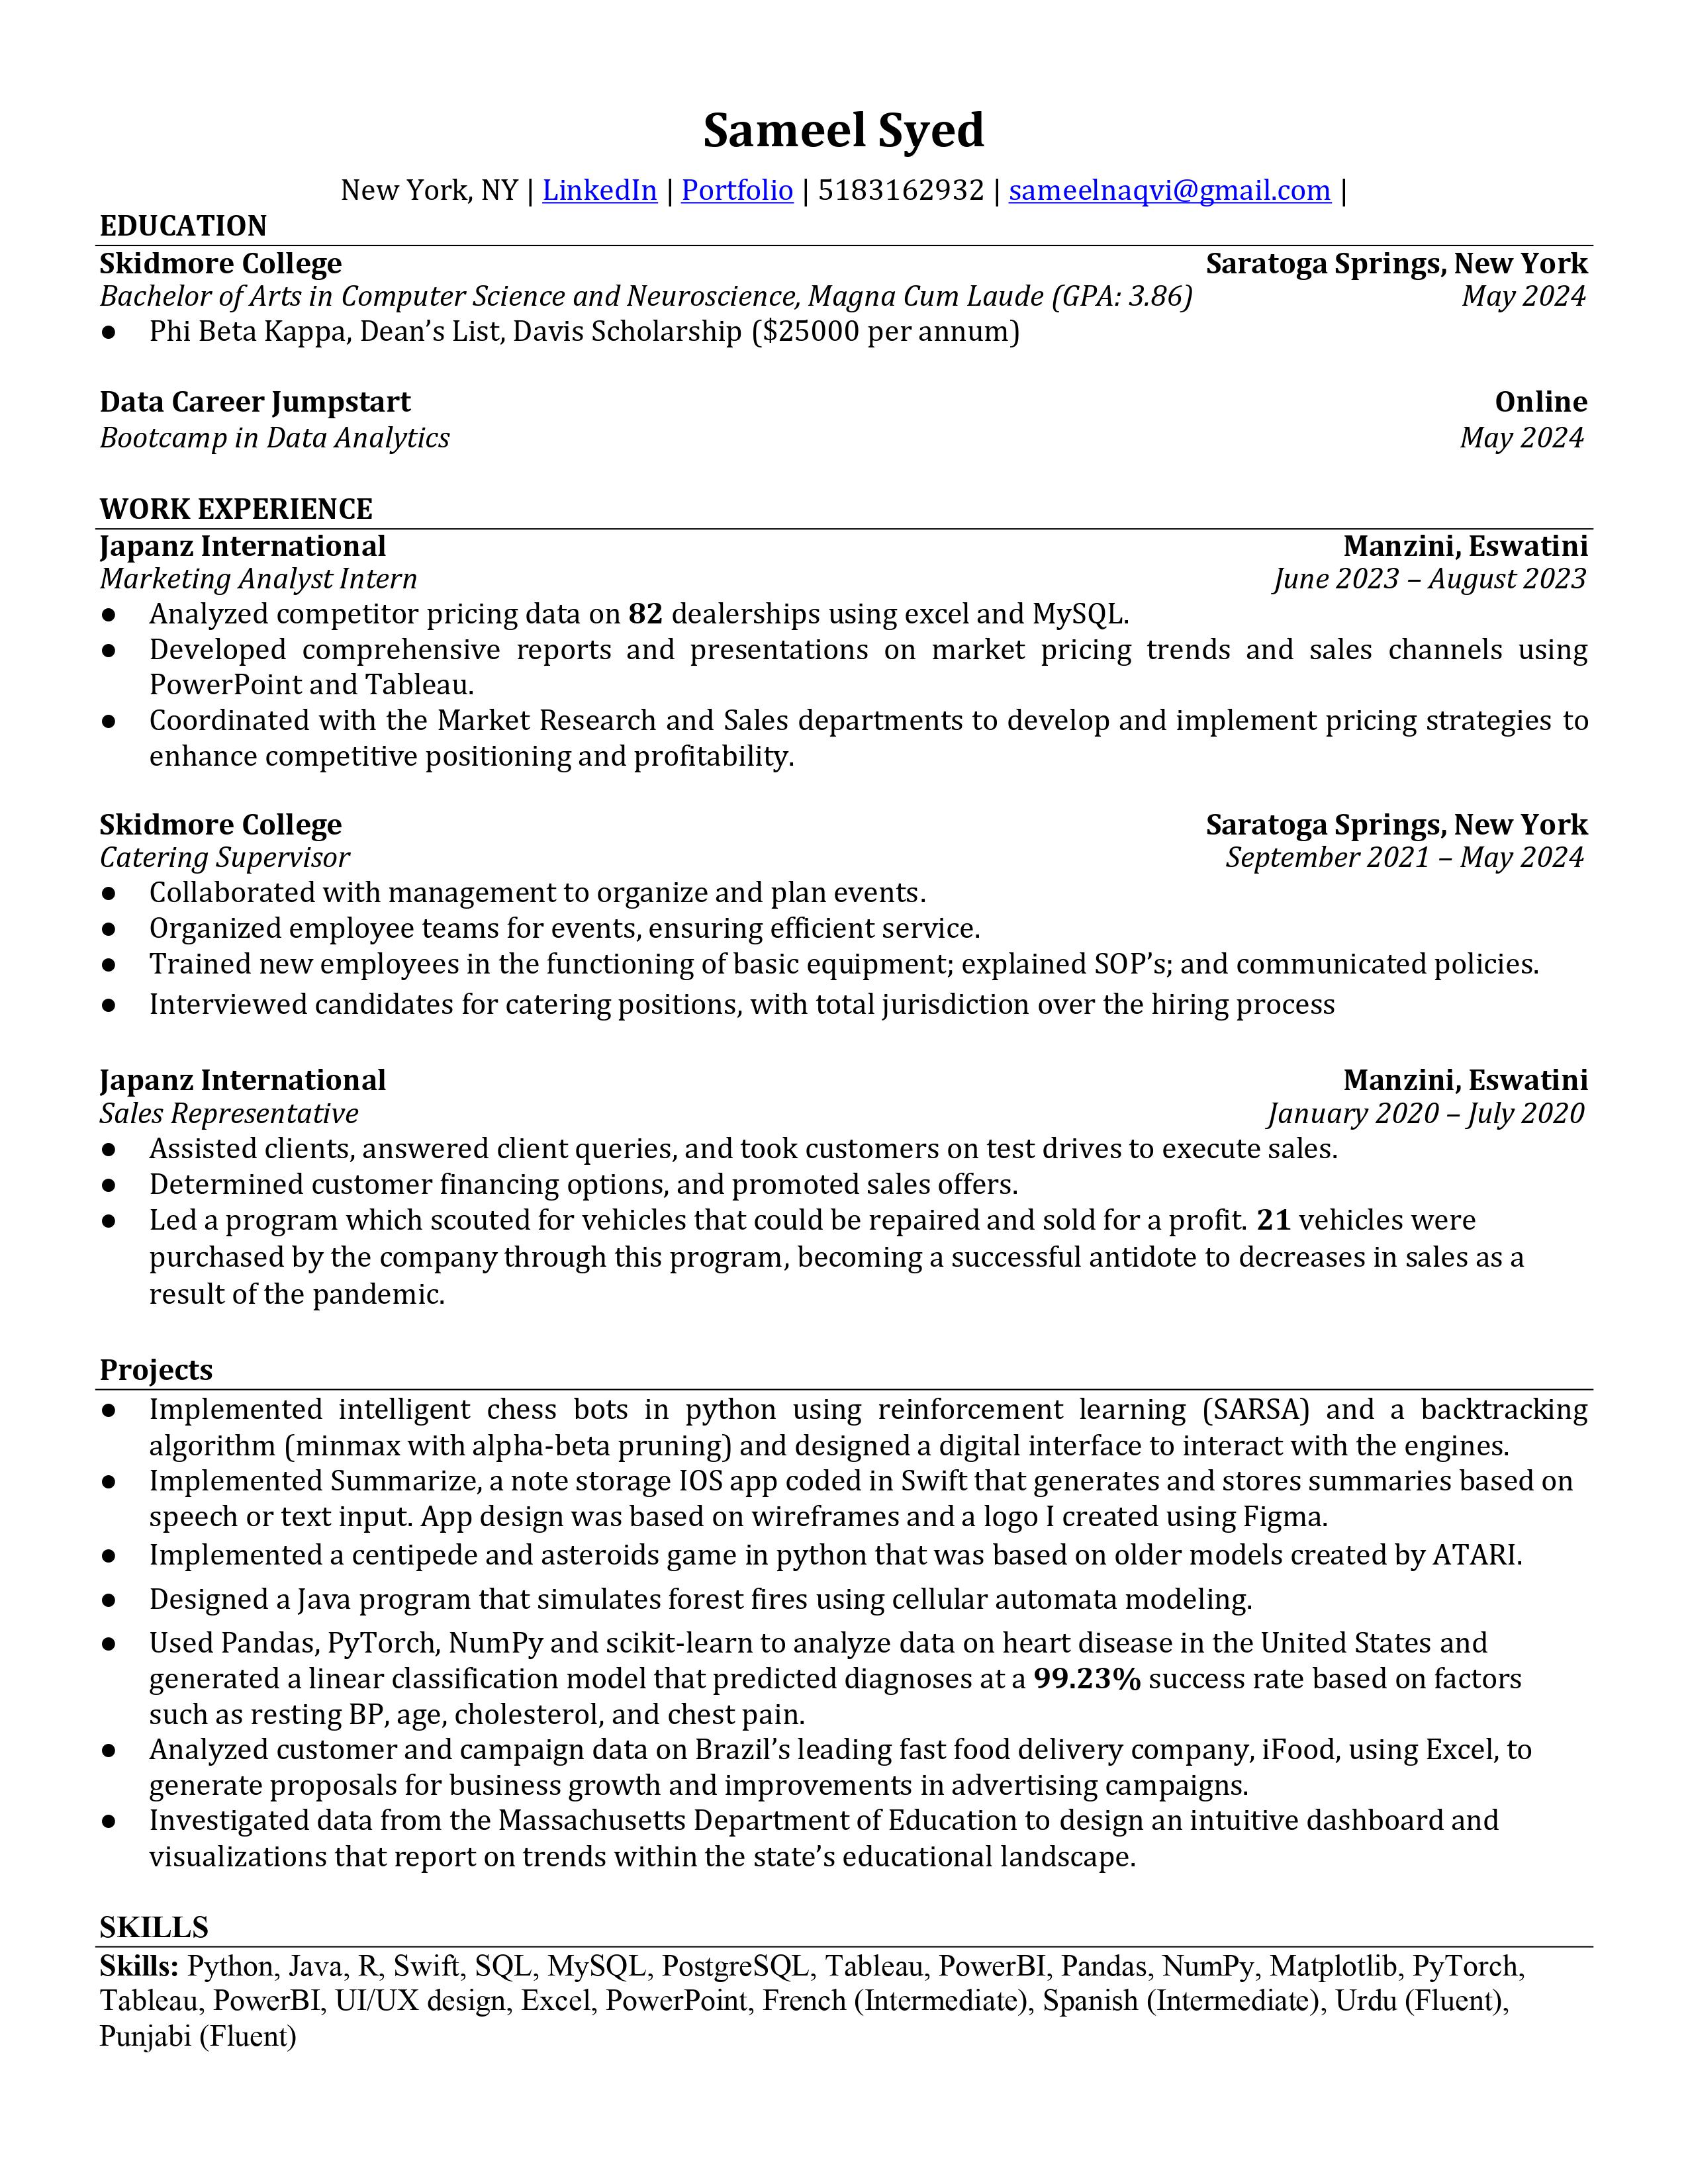 Sameel Syed
New York, NY | LinkedIn | Portfolio | 5183162932 | sameelnaqvi@gmail.com |
EDUCATION
Skidmore College Saratoga Springs, New York
Bachelor of Arts in Computer Science and Neuroscience, Magna Cum Laude (GPA: 3.86) May 2024
● Phi Beta Kappa, Dean’s List, Davis Scholarship ($25000 per annum)
Data Career Jumpstart Online
Bootcamp in Data Analytics May 2024
WORK EXPERIENCE
Japanz International Manzini, Eswatini
Marketing Analyst Intern June 2023 – August 2023
● Analyzed competitor pricing data on 82 dealerships using excel and MySQL.
● Developed comprehensive reports and presentations on market pricing trends and sales channels using
PowerPoint and Tableau.
● Coordinated with the Market Research and Sales departments to develop and implement pricing strategies to
enhance competitive positioning and profitability.
Skidmore College Saratoga Springs, New York
Catering Supervisor September 2021 – May 2024
● Collaborated with management to organize and plan events.
● Organized employee teams for events, ensuring efficient service.
● Trained new employees in the functioning of basic equipment; explained SOP’s; and communicated policies.
● Interviewed candidates for catering positions, with total jurisdiction over the hiring process
Japanz International Manzini, Eswatini
Sales Representative January 2020 – July 2020
● Assisted clients, answered client queries, and took customers on test drives to execute sales.
● Determined customer financing options, and promoted sales offers.
● Led a program which scouted for vehicles that could be repaired and sold for a profit. 21 vehicles were
purchased by the company through this program, becoming a successful antidote to decreases in sales as a
result of the pandemic.
Projects
● Implemented intelligent chess bots in python using reinforcement learning (SARSA) and a backtracking
algorithm (minmax with alpha-beta pruning) and designed a digital interface to interact with the engines.
● Implemented Summarize, a note storage IOS app coded in Swift that generates and stores summaries based on
speech or text input. App design was based on wireframes and a logo I created using Figma.
● Implemented a centipede and asteroids game in python that was based on older models created by ATARI.
● Designed a Java program that simulates forest fires using cellular automata modeling.
● Used Pandas, PyTorch, NumPy and scikit-learn to analyze data on heart disease in the United States and
generated a linear classification model that predicted diagnoses at a 99.23% success rate based on factors
such as resting BP, age, cholesterol, and chest pain.
● Analyzed customer and campaign data on Brazil’s leading fast food delivery company, iFood, using Excel, to
generate proposals for business growth and improvements in advertising campaigns.
● Investigated data from the Massachusetts Department of Education to design an intuitive dashboard and
visualizations that report on trends within the state’s educational landscape.
SKILLS
Skills: Python, Java, R, Swift, SQL, MySQL, PostgreSQL, Tableau, PowerBI, Pandas, NumPy, Matplotlib, PyTorch,
Tableau, PowerBI, UI/UX design, Excel, PowerPoint, French (Intermediate), Spanish (Intermediate), Urdu (Fluent),
Punjabi (Fluent)